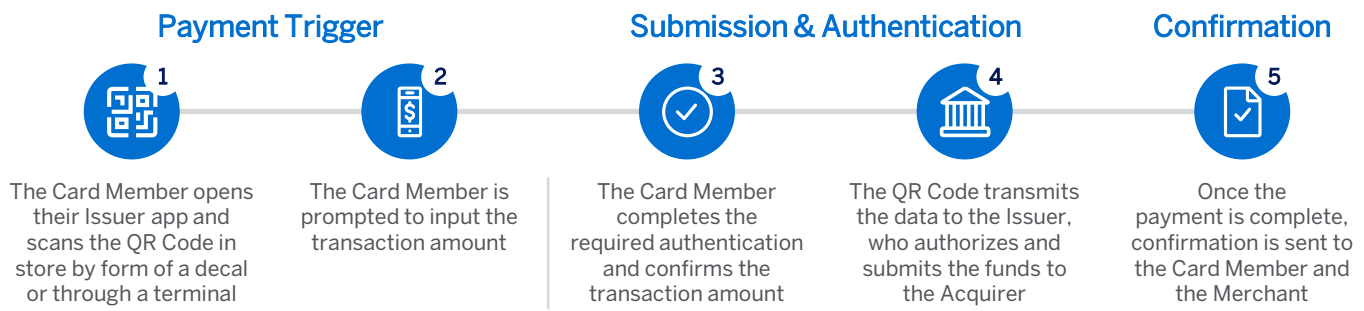 Payment Trigger
Submission & Authentication
Confirmation
1
The Card Member opens
their Issuer app and
scans the QR Code in
store by form of a decal
or through a terminal
2
$
The Card Member is
prompted to input the
transaction amount
3
The Card Member
completes the
required authentication
and confirms the
transaction amount
4
The QR Code transmits
the data to the Issuer,
who authorizes and
submits the funds to
the Acquirer
5
Once the
payment is complete,
confirmation is sent to
the Card Member and
the Merchant